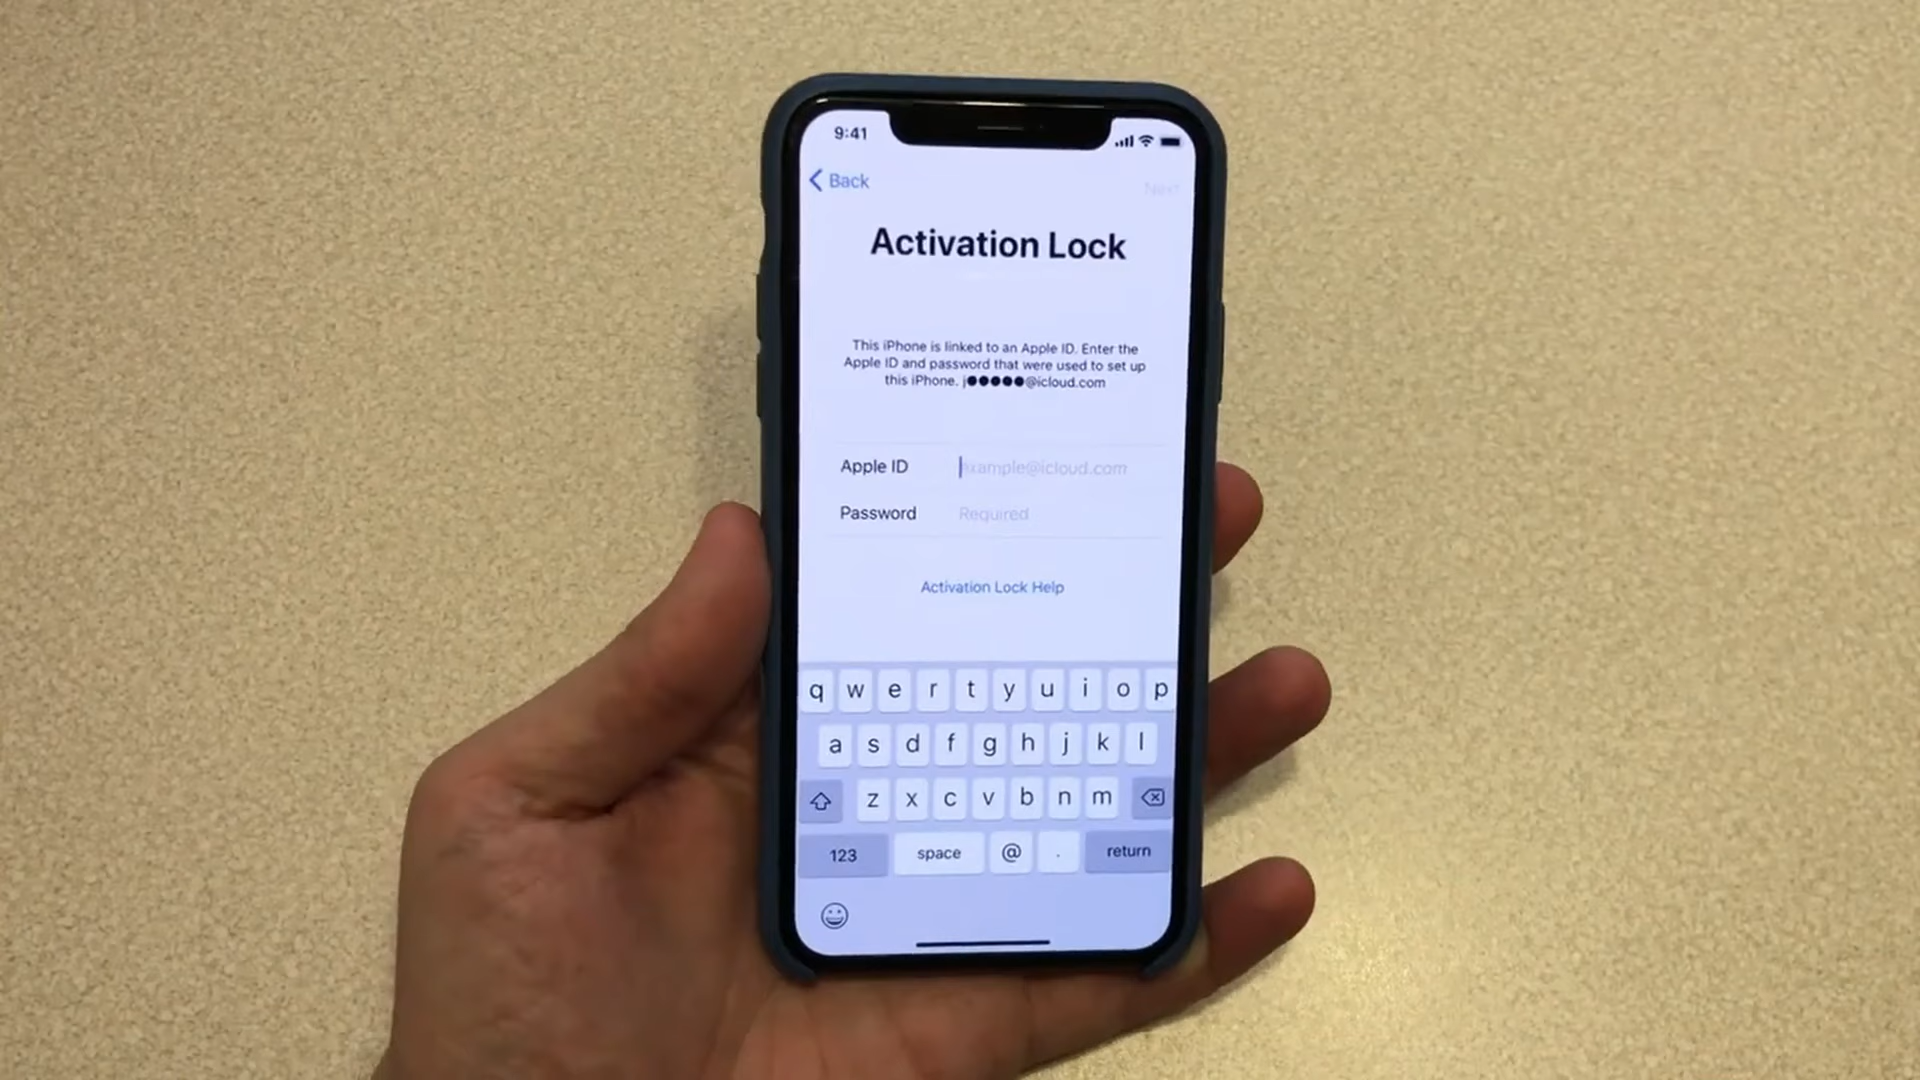 9:41
Back Next
Activation Lock
This iPhone is linked to an Apple ID. Enter the
Apple ID and password that were used to set up
this iPhone. j●●●●●@icloud.com
Apple ID example@icloud.com
Password Required
Activation Lock Help
q w e r t y u i o p
a s d f g h j k l
z x c v b n m
123 space @ . return